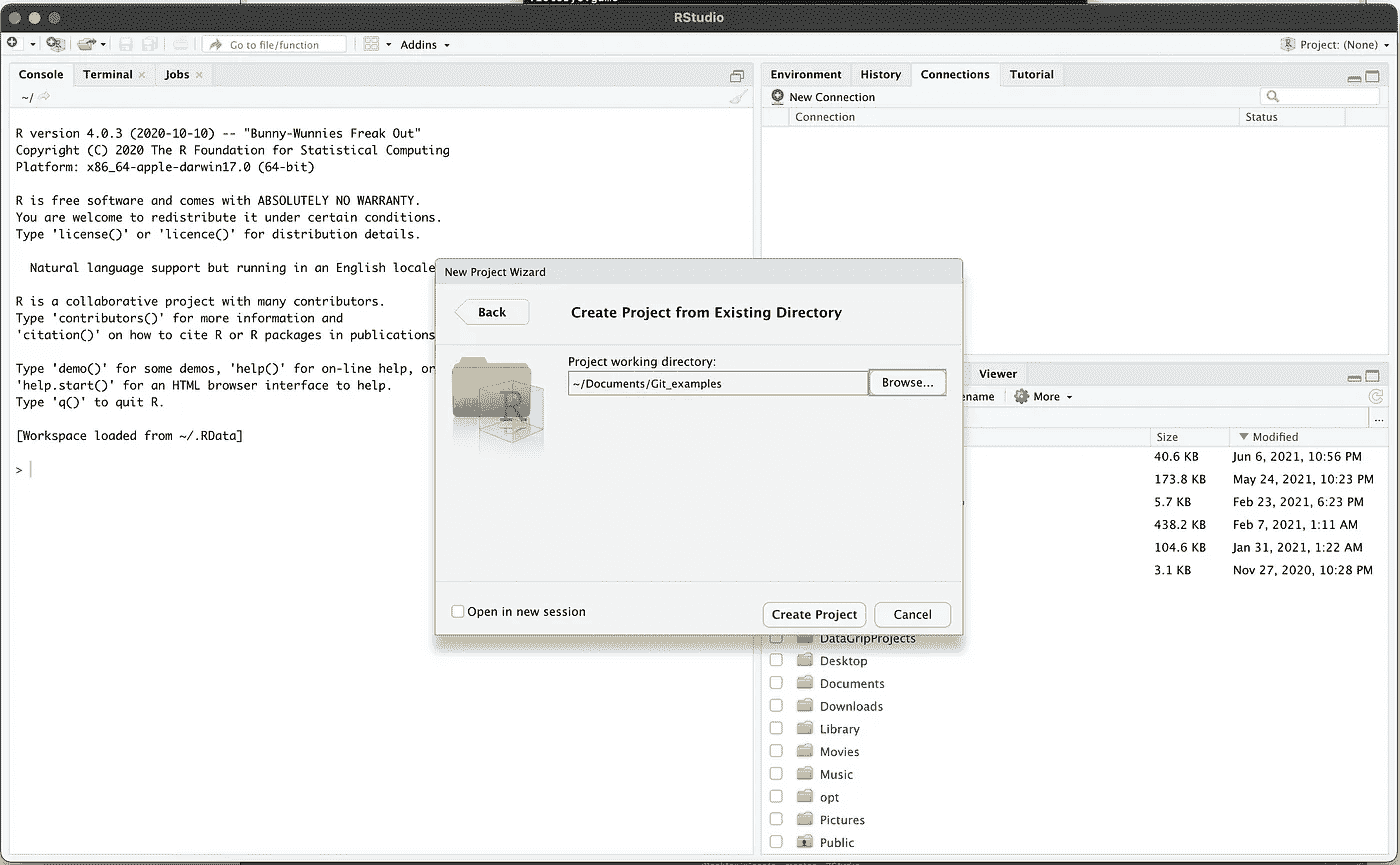 RStudio
Go to file/function
Addins
Project: (None)
Console
Terminal
Jobs
~/
R version 4.0.3 (2020-10-10) -- "Bunny-Wunnies Freak Out"
Copyright (C) 2020 The R Foundation for Statistical Computing
Platform: x86_64-apple-darwin17.0 (64-bit)
R is free software and comes with ABSOLUTELY NO WARRANTY.
You are welcome to redistribute it under certain conditions.
Type 'license()' or 'licence()' for distribution details.
Natural language support but running in an English locale
R is a collaborative project with many contributors.
Type 'contributors()' for more information and
'citation()' on how to cite R or R packages in publications
Type 'demo()' for some demos, 'help()' for on-line help, or
'help.start()' for an HTML browser interface to help.
Type 'q()' to quit R.
[Workspace loaded from ~/.RData]
>
Environment
History
Connections
Tutorial
New Connection
Connection
Status
New Project Wizard
Back
Create Project from Existing Directory
Project working directory:
~/Documents/Git_examples
Browse...
R
Open in new session
Create Project
Cancel
Viewer
ename
More
...
Size
Modified
40.6 KB
Jun 6, 2021, 10:56 PM
173.8 KB
May 24, 2021, 10:23 PM
5.7 KB
Feb 23, 2021, 6:23 PM
438.2 KB
Feb 7, 2021, 1:11 AM
104.6 KB
Jan 31, 2021, 1:22 AM
3.1 KB
Nov 27, 2020, 10:28 PM
DataGripProjects
Desktop
Documents
Downloads
Library
Movies
Music
opt
Pictures
Public